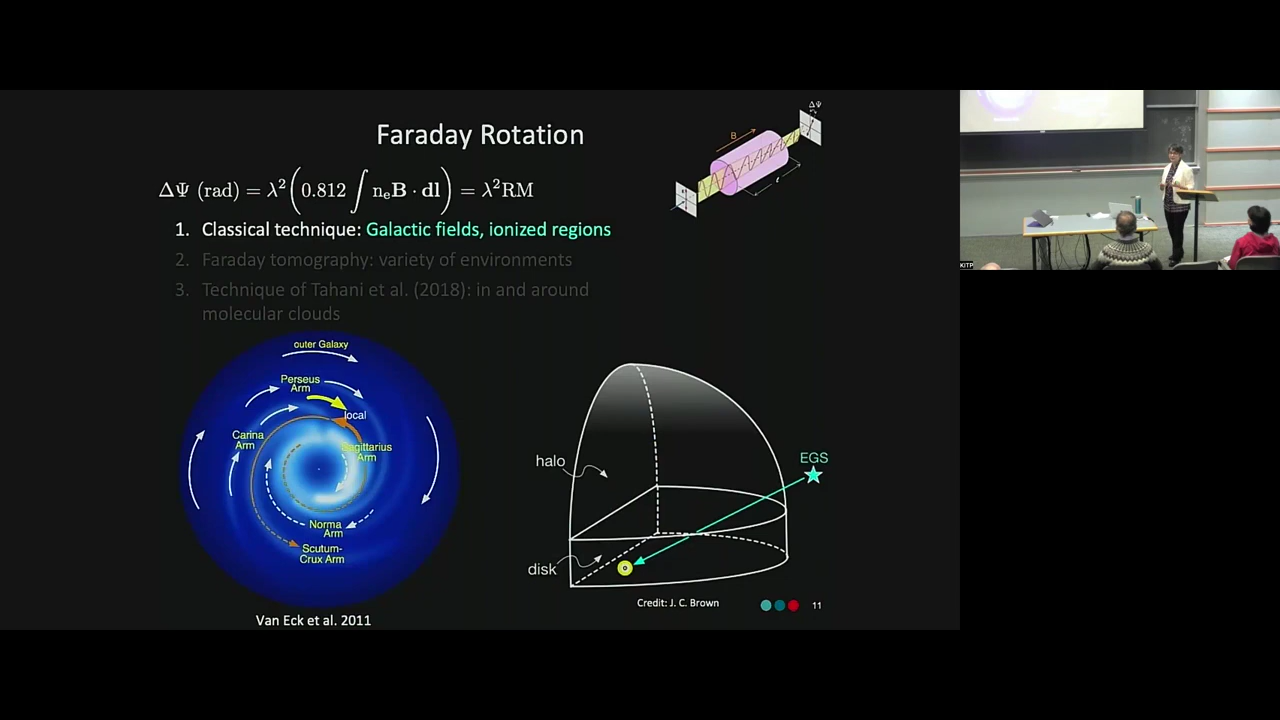 Faraday Rotation
ΔΨ (rad) = λ²(0.812 ∫ nₑB · dl) = λ²RM
1. Classical technique: Galactic fields, ionized regions
2. Faraday tomography: variety of environments
3. Technique of Tahani et al. (2018): in and around
molecular clouds
ΔΨ
B
ℓ
outer Galaxy
Perseus
Arm
local
Carina
Arm
Sagittarius
Arm
Norma
Arm
Scutum-
Crux Arm
Van Eck et al. 2011
halo
EGS
disk
Credit: J. C. Brown
11
KITP